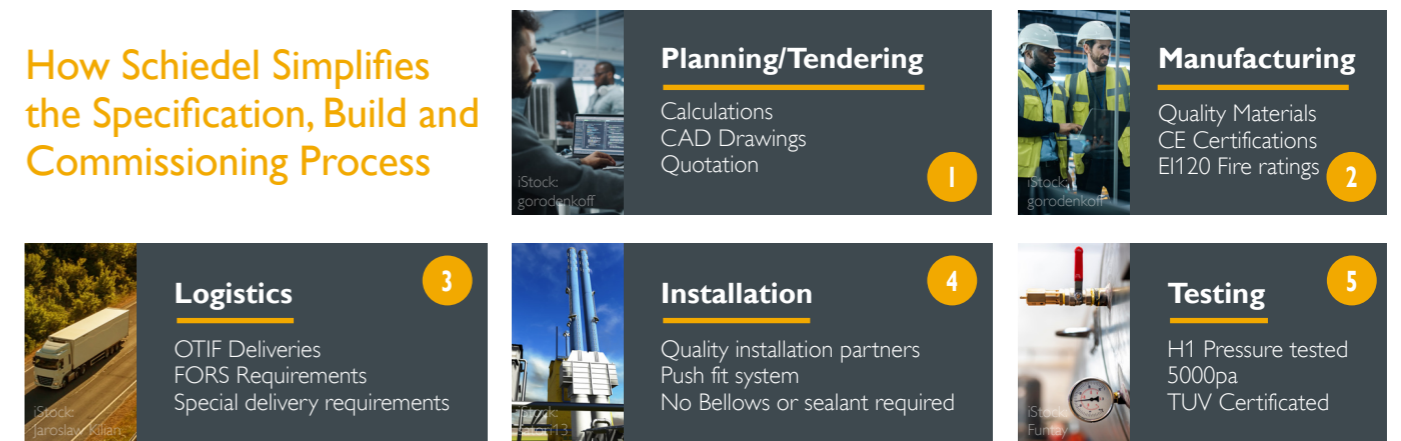 How Schiedel Simplifies
the Specification, Build and
Commissioning Process
Planning/Tendering
Calculations
CAD Drawings
Quotation
1
iStock:
gorodenkoff
Manufacturing
Quality Materials
CE Certifications
EI120 Fire ratings
2
iStock:
gorodenkoff
Logistics
3
OTIF Deliveries
FORS Requirements
Special delivery requirements
iStock:
Jaroslaw Kilian
Installation
4
Quality installation partners
Push fit system
No Bellows or sealant required
iStock:
Testing
5
H1 Pressure tested
5000pa
TUV Certificated
iStock:
Funtay